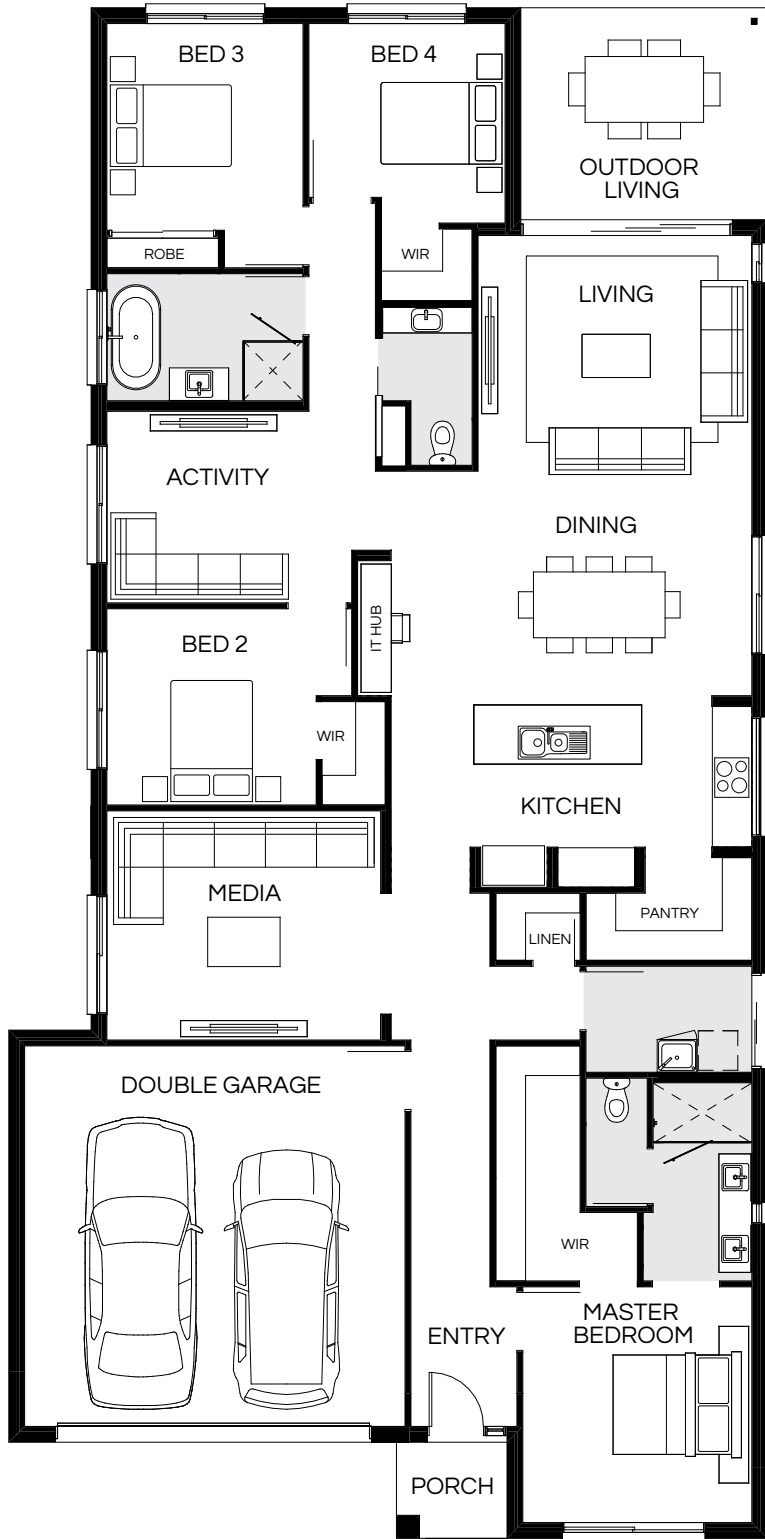 BED 3
BED 4
OUTDOOR
LIVING
ROBE
WIR
LIVING
ACTIVITY
DINING
IT HUB
BED 2
WIR
KITCHEN
MEDIA
PANTRY
LINEN
DOUBLE GARAGE
WIR
MASTER
BEDROOM
ENTRY
PORCH